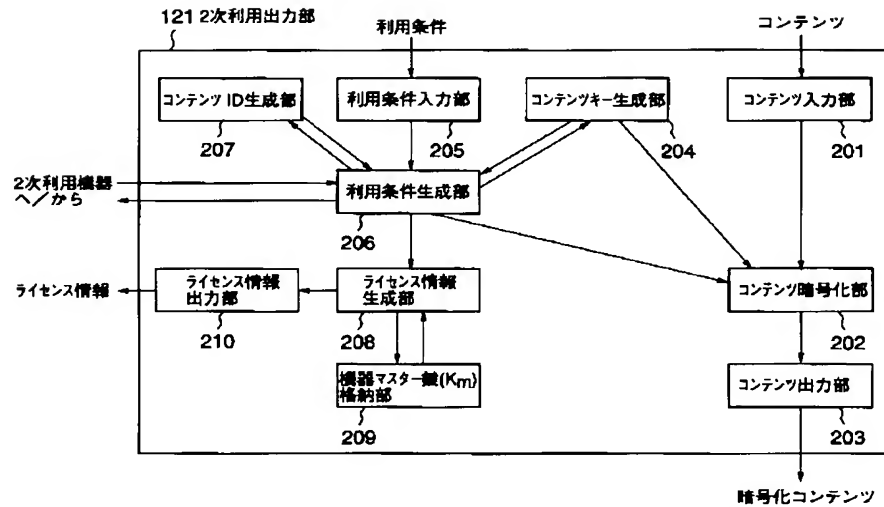 121 2次利用出力部
利用条件
コンテンツ
コンテンツ ID生成部
利用条件入力部
コンテンツキー生成部
コンテンツ入力部
207
205
204
201
2次利用機器
へ/から
利用条件生成部
206
ライセンス情報
ライセンス情報
出力部
ライセンス情報
生成部
コンテンツ暗号化部
210
208
202
機器マスター鍵(Km)
格納部
コンテンツ出力部
209
203
暗号化コンテンツ